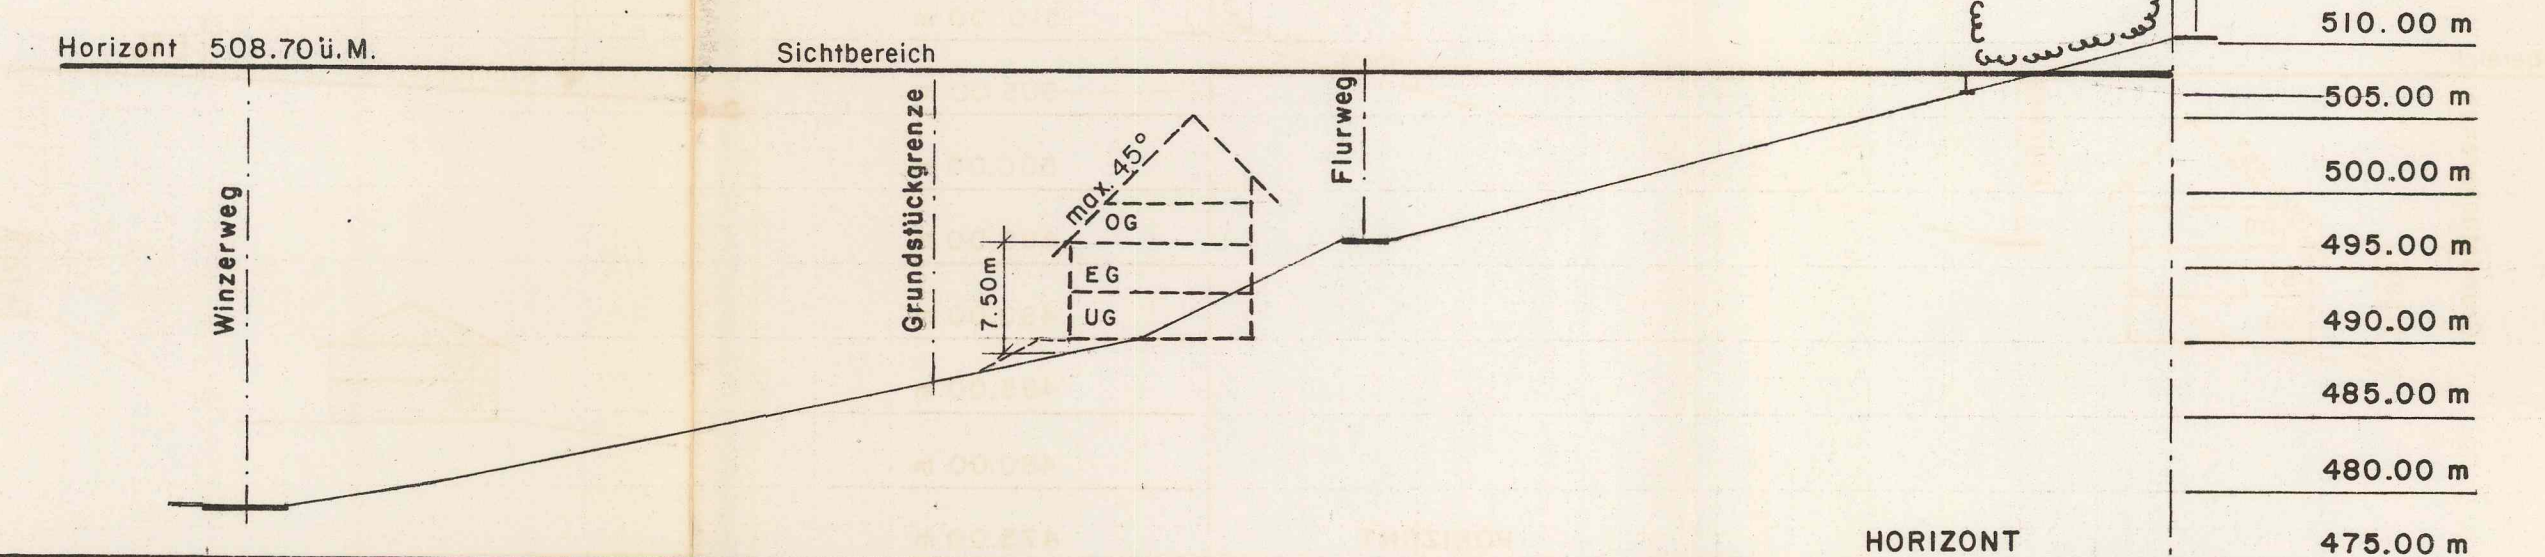 Horizont 508.70 ü.M.
Sichtbereich
510.00 m
505.00 m
500.00 m
495.00 m
490.00 m
485.00 m
480.00 m
475.00 m
Winzerweg
Grundstückgrenze
7.50m
max. 45°
OG
EG
UG
Flurweg
HORIZONT